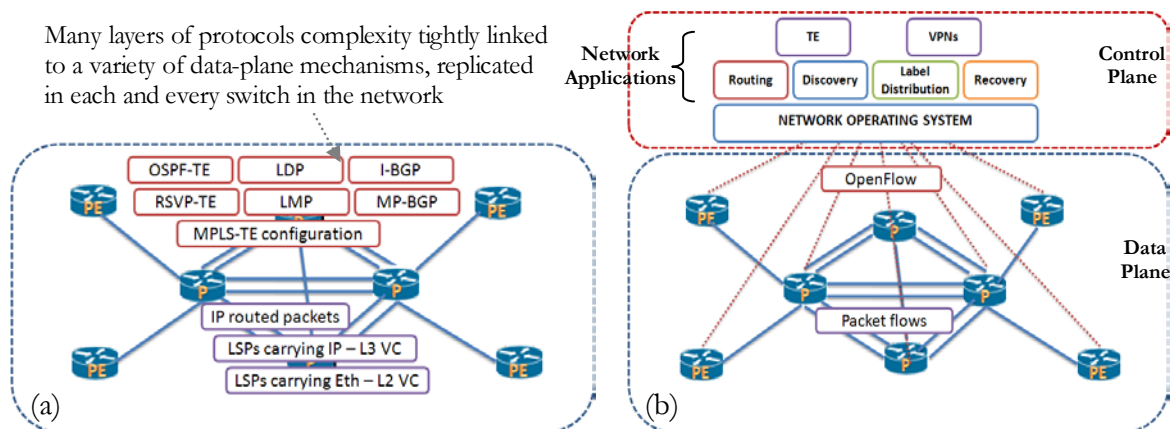 Many layers of protocols complexity tightly linked
to a variety of data-plane mechanisms, replicated
in each and every switch in the network
OSPF-TE
LDP
I-BGP
RSVP-TE
LMP
MP-BGP
MPLS-TE configuration
PE
PE
P
P
P
IP routed packets
LSPs carrying IP – L3 VC
LSPs carrying Eth – L2 VC
PE
PE
(a)
Network
Applications
TE
VPNs
Control
Plane
Routing
Discovery
Label
Distribution
Recovery
NETWORK OPERATING SYSTEM
OpenFlow
PE
PE
P
P
P
Data
Plane
Packet flows
P
PE
PE
(b)